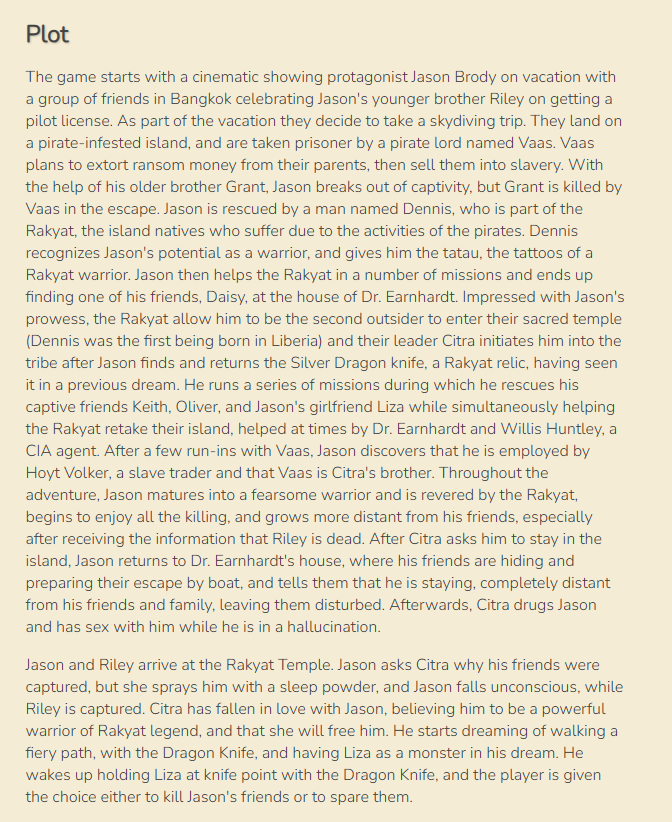 Plot
The game starts with a cinematic showing protagonist Jason Brody on vacation with
a group of friends in Bangkok celebrating Jason's younger brother Riley on getting a
pilot license. As part of the vacation they decide to take a skydiving trip. They land on
a pirate-infested island, and are taken prisoner by a pirate lord named Vaas. Vaas
plans to extort ransom money from their parents, then sell them into slavery. With
the help of his older brother Grant, Jason breaks out of captivity, but Grant is killed by
Vaas in the escape. Jason is rescued by a man named Dennis, who is part of the
Rakyat, the island natives who suffer due to the activities of the pirates. Dennis
recognizes Jason's potential as a warrior, and gives him the tatau, the tattoos of a
Rakyat warrior. Jason then helps the Rakyat in a number of missions and ends up
finding one of his friends, Daisy, at the house of Dr. Earnhardt. Impressed with Jason's
prowess, the Rakyat allow him to be the second outsider to enter their sacred temple
(Dennis was the first being born in Liberia) and their leader Citra initiates him into the
tribe after Jason finds and returns the Silver Dragon knife, a Rakyat relic, having seen
it in a previous dream. He runs a series of missions during which he rescues his
captive friends Keith, Oliver, and Jason's girlfriend Liza while simultaneously helping
the Rakyat retake their island, helped at times by Dr. Earnhardt and Willis Huntley, a
CIA agent. After a few run-ins with Vaas, Jason discovers that he is employed by
Hoyt Volker, a slave trader and that Vaas is Citra's brother. Throughout the
adventure, Jason matures into a fearsome warrior and is revered by the Rakyat,
begins to enjoy all the killing, and grows more distant from his friends, especially
after receiving the information that Riley is dead. After Citra asks him to stay in the
island, Jason returns to Dr. Earnhardt's house, where his friends are hiding and
preparing their escape by boat, and tells them that he is staying, completely distant
from his friends and family, leaving them disturbed. Afterwards, Citra drugs Jason
and has sex with him while he is in a hallucination.
Jason and Riley arrive at the Rakyat Temple. Jason asks Citra why his friends were
captured, but she sprays him with a sleep powder, and Jason falls unconscious, while
Riley is captured. Citra has fallen in love with Jason, believing him to be a powerful
warrior of Rakyat legend, and that she will free him. He starts dreaming of walking a
fiery path, with the Dragon Knife, and having Liza as a monster in his dream. He
wakes up holding Liza at knife point with the Dragon Knife, and the player is given
the choice either to kill Jason's friends or to spare them.